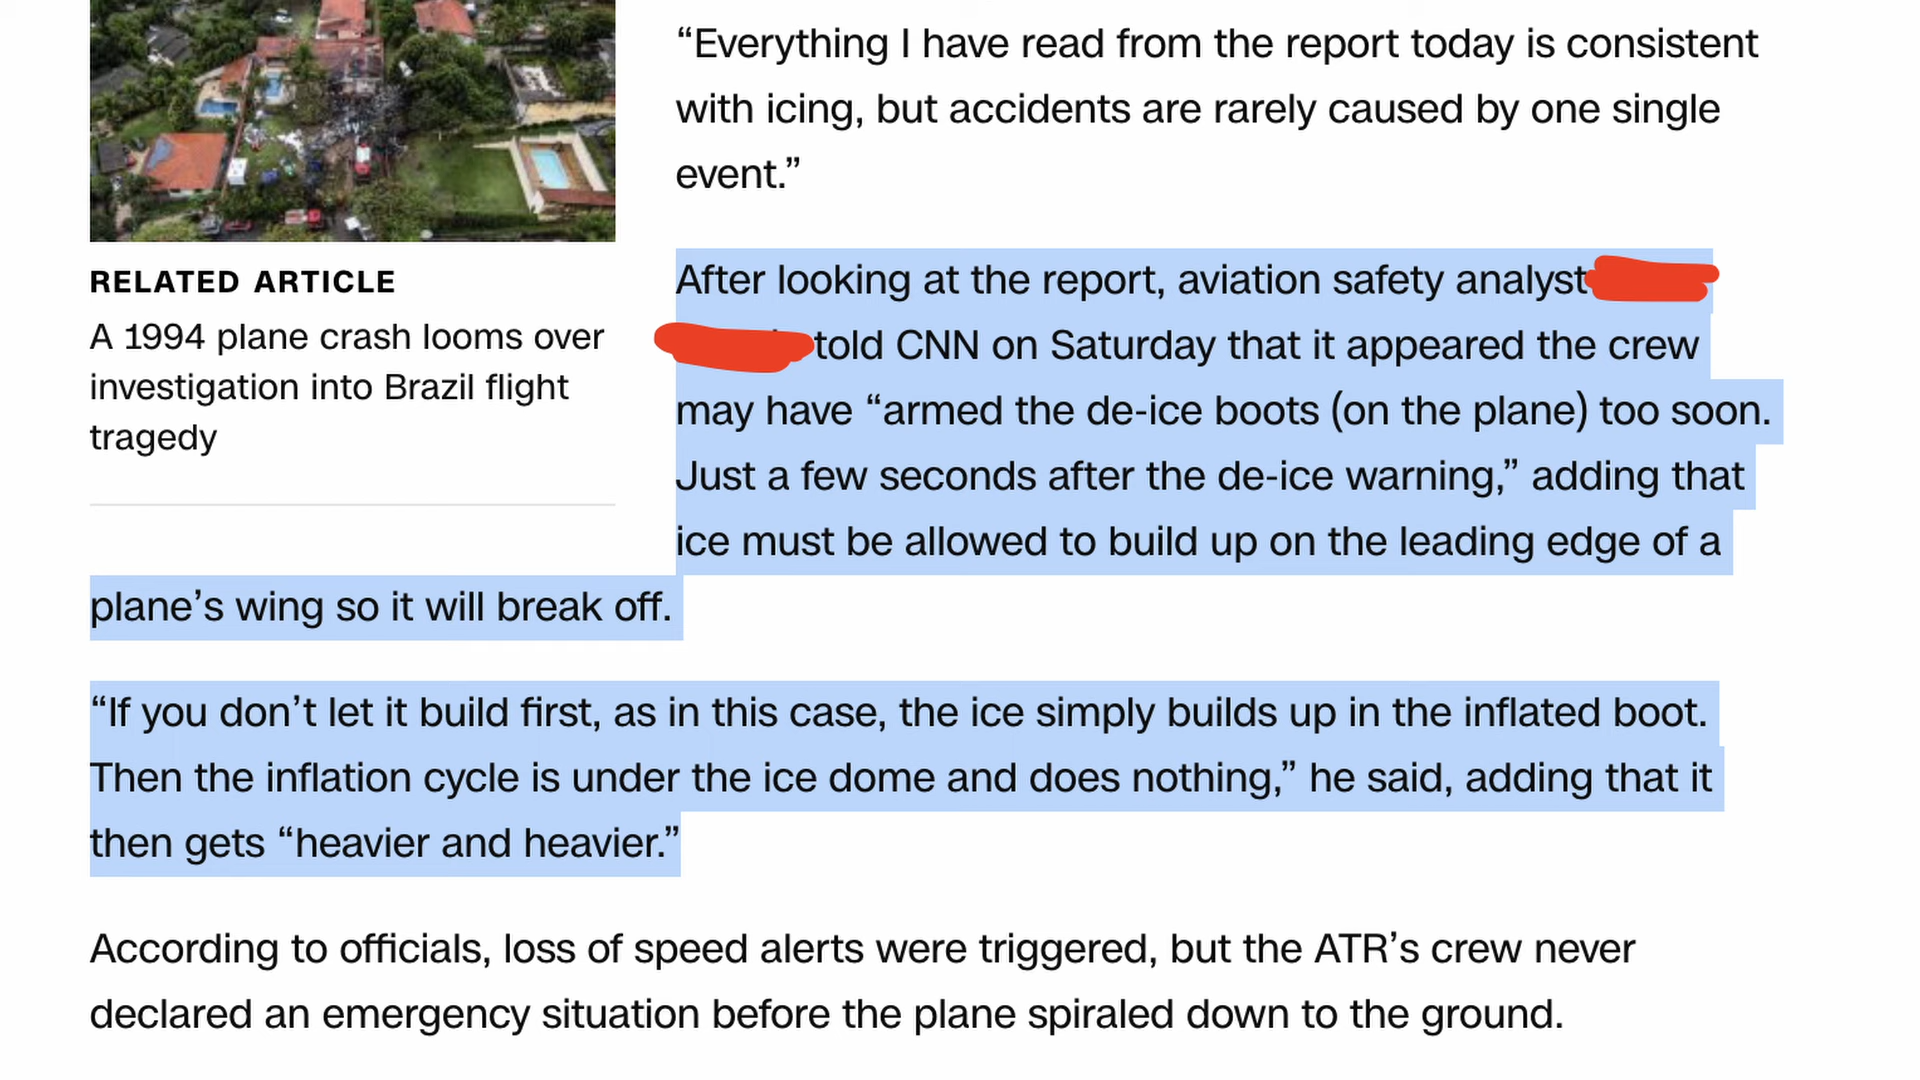 “Everything I have read from the report today is consistent
with icing, but accidents are rarely caused by one single
event.”
RELATED ARTICLE
A 1994 plane crash looms over
investigation into Brazil flight
tragedy
After looking at the report, aviation safety analyst
told CNN on Saturday that it appeared the crew
may have “armed the de-ice boots (on the plane) too soon.
Just a few seconds after the de-ice warning,” adding that
ice must be allowed to build up on the leading edge of a
plane’s wing so it will break off.
“If you don’t let it build first, as in this case, the ice simply builds up in the inflated boot.
Then the inflation cycle is under the ice dome and does nothing,” he said, adding that it
then gets “heavier and heavier.”
According to officials, loss of speed alerts were triggered, but the ATR’s crew never
declared an emergency situation before the plane spiraled down to the ground.